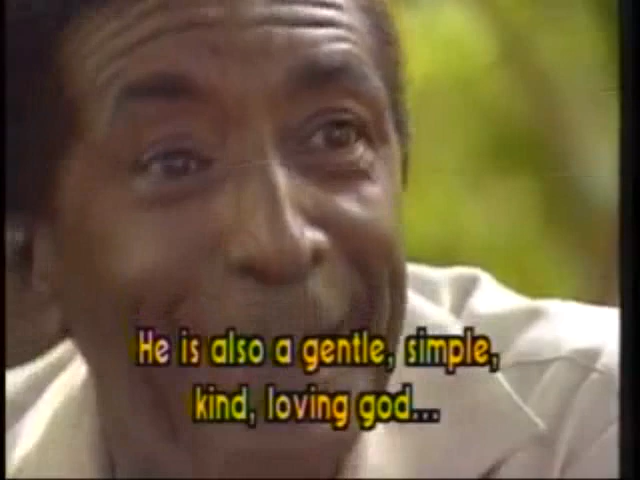 He is also a gentle, simple,
kind, loving god...